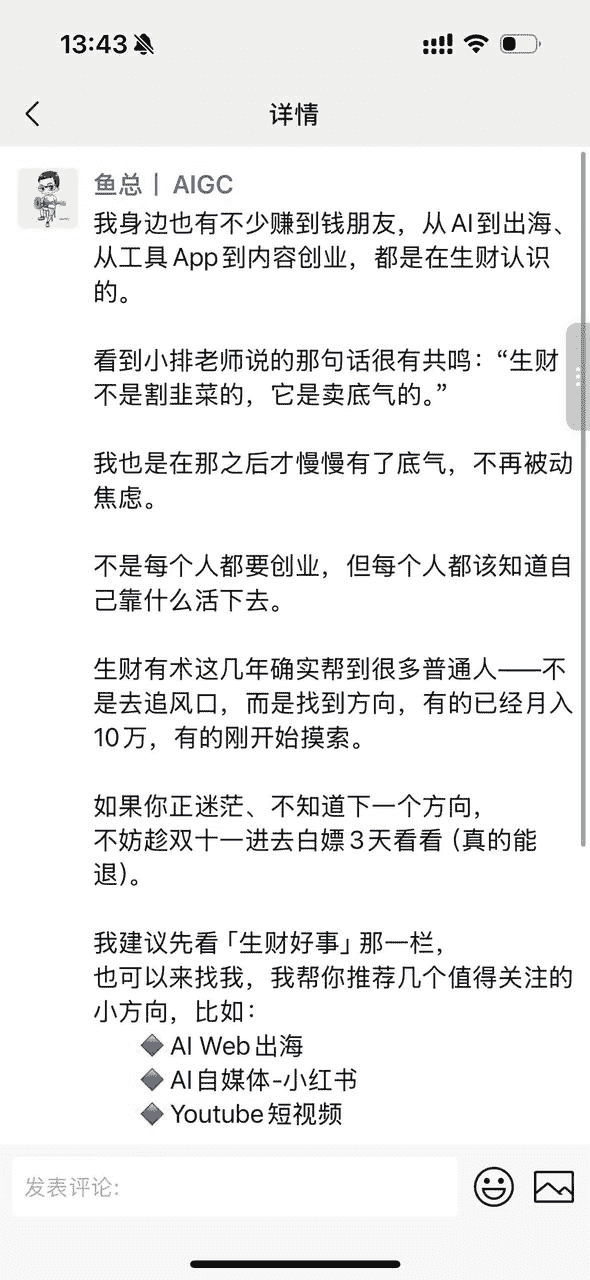 13:43
详情
鱼总｜AIGC
我身边也有不少赚到钱朋友，从AI到出海、
从工具App到内容创业，都是在生财认识
的。
看到小排老师说的那句话很有共鸣：“生财
不是割韭菜的，它是卖底气的。”
我也是在那之后才慢慢有了底气，不再被动
焦虑。
不是每个人都要创业，但每个人都该知道自
己靠什么活下去。
生财有术这几年确实帮到很多普通人——不
是去追风口，而是找到方向，有的已经月入
10万，有的刚开始摸索。
如果你正迷茫、不知道下一个方向，
不妨趁双十一进去白嫖3天看看（真的能
退）。
我建议先看「生财好事」那一栏，
也可以来找我，我帮你推荐几个值得关注的
小方向，比如：
AI Web出海
AI自媒体-小红书
Youtube短视频
发表评论: